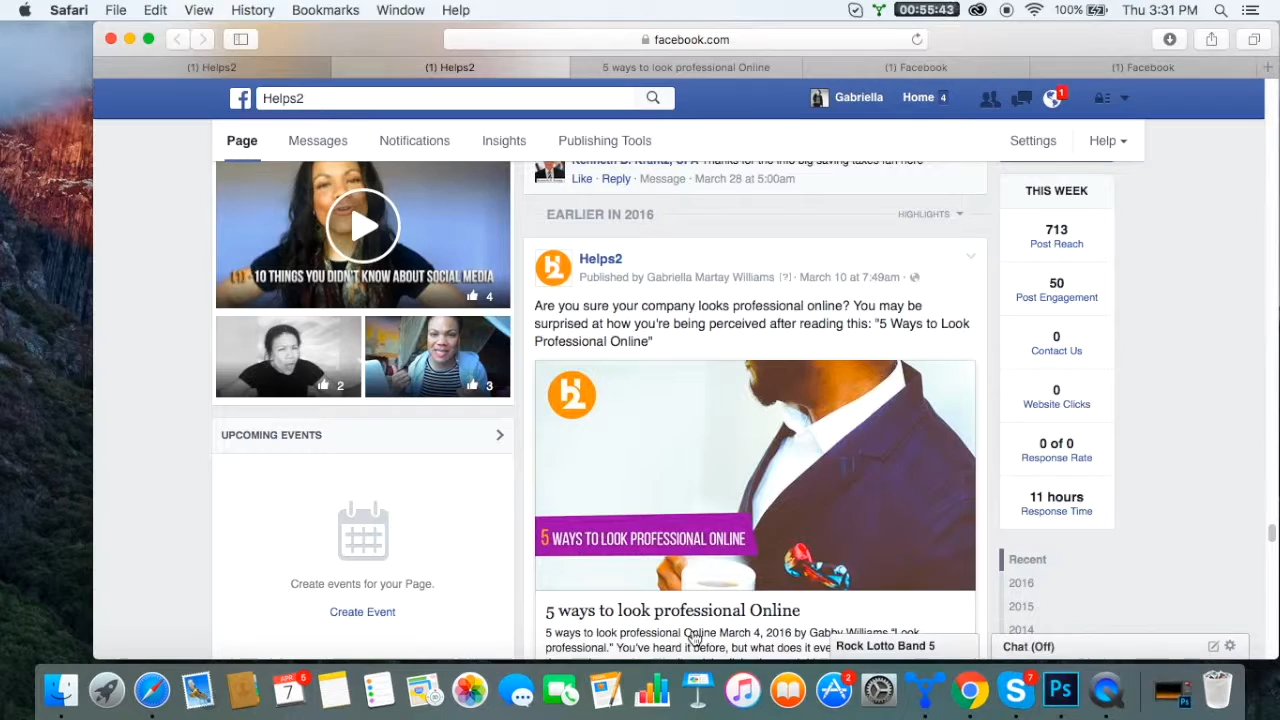 Safari File Edit View History Bookmarks Window Help 00:55:43 100% Thu 3:31 PM
facebook.com
(1) Helps2 (1) Helps2 5 ways to look professional Online (1) Facebook (1) Facebook
Helps2 Gabriella Home 4 1
Page Messages Notifications Insights Publishing Tools Settings Help
10 THINGS YOU DIDN'T KNOW ABOUT SOCIAL MEDIA
4
2
3
UPCOMING EVENTS
Create events for your Page.
Create Event
Like · Reply · Message · March 28 at 5:00am
EARLIER IN 2016 HIGHLIGHTS
Helps2
Published by Gabriella Martay Williams [?] · March 10 at 7:49am ·
Are you sure your company looks professional online? You may be
surprised at how you're being perceived after reading this: "5 Ways to Look
Professional Online"
5 WAYS TO LOOK PROFESSIONAL ONLINE
5 ways to look professional Online
5 ways to look professional Online March 4, 2016 by Gabby Williams "Look
professional." You've heard it before, but what does it
THIS WEEK
713
Post Reach
50
Post Engagement
0
Contact Us
0
Website Clicks
0 of 0
Response Rate
11 hours
Response Time
Recent
2016
2015
2014
Rock Lotto Band 5
Chat (Off)
APR
7
6
2
7
Ps